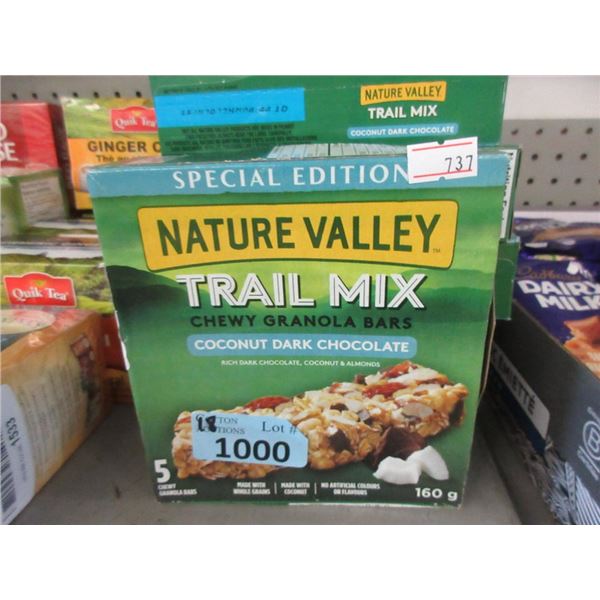 NATURE VALLEY
TRAIL MIX
COCONUT DARK CHOCOLATE
737
SPECIAL EDITION
NATURE VALLEY
TRAIL MIX
CHEWY GRANOLA BARS
COCONUT DARK CHOCOLATE
RICH DARK CHOCOLATE, COCONUT & ALMONDS
Lot #
1000
5
CHEWY
GRANOLA BARS
MADE WITH
WHOLE GRAINS
MADE WITH
COCONUT
NO ARTIFICIAL COLOURS
OR FLAVOURS
160 g
Quik Tea
GINGER
Quik Tea
1533
Cadbury
DAIRY
MILK